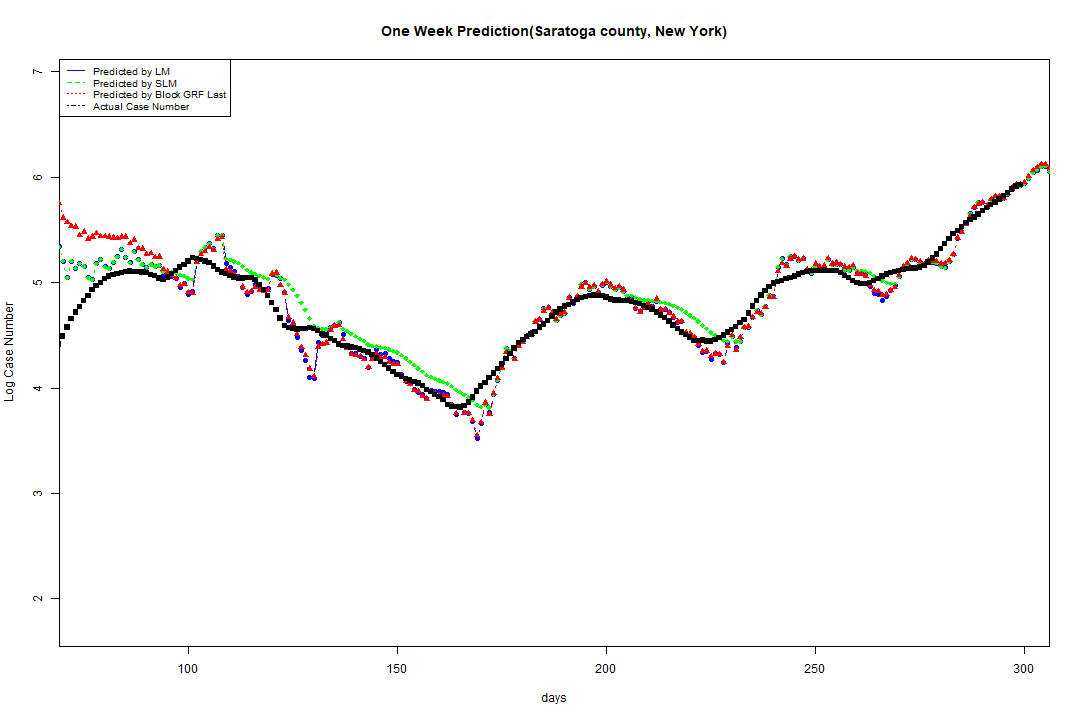 One Week Prediction(Saratoga county, New York)
Predicted by LM
Predicted by SLM
Predicted by Block GRF Last
Actual Case Number
7
6
5
4
3
2
Log Case Number
100 150 200 250 300
days